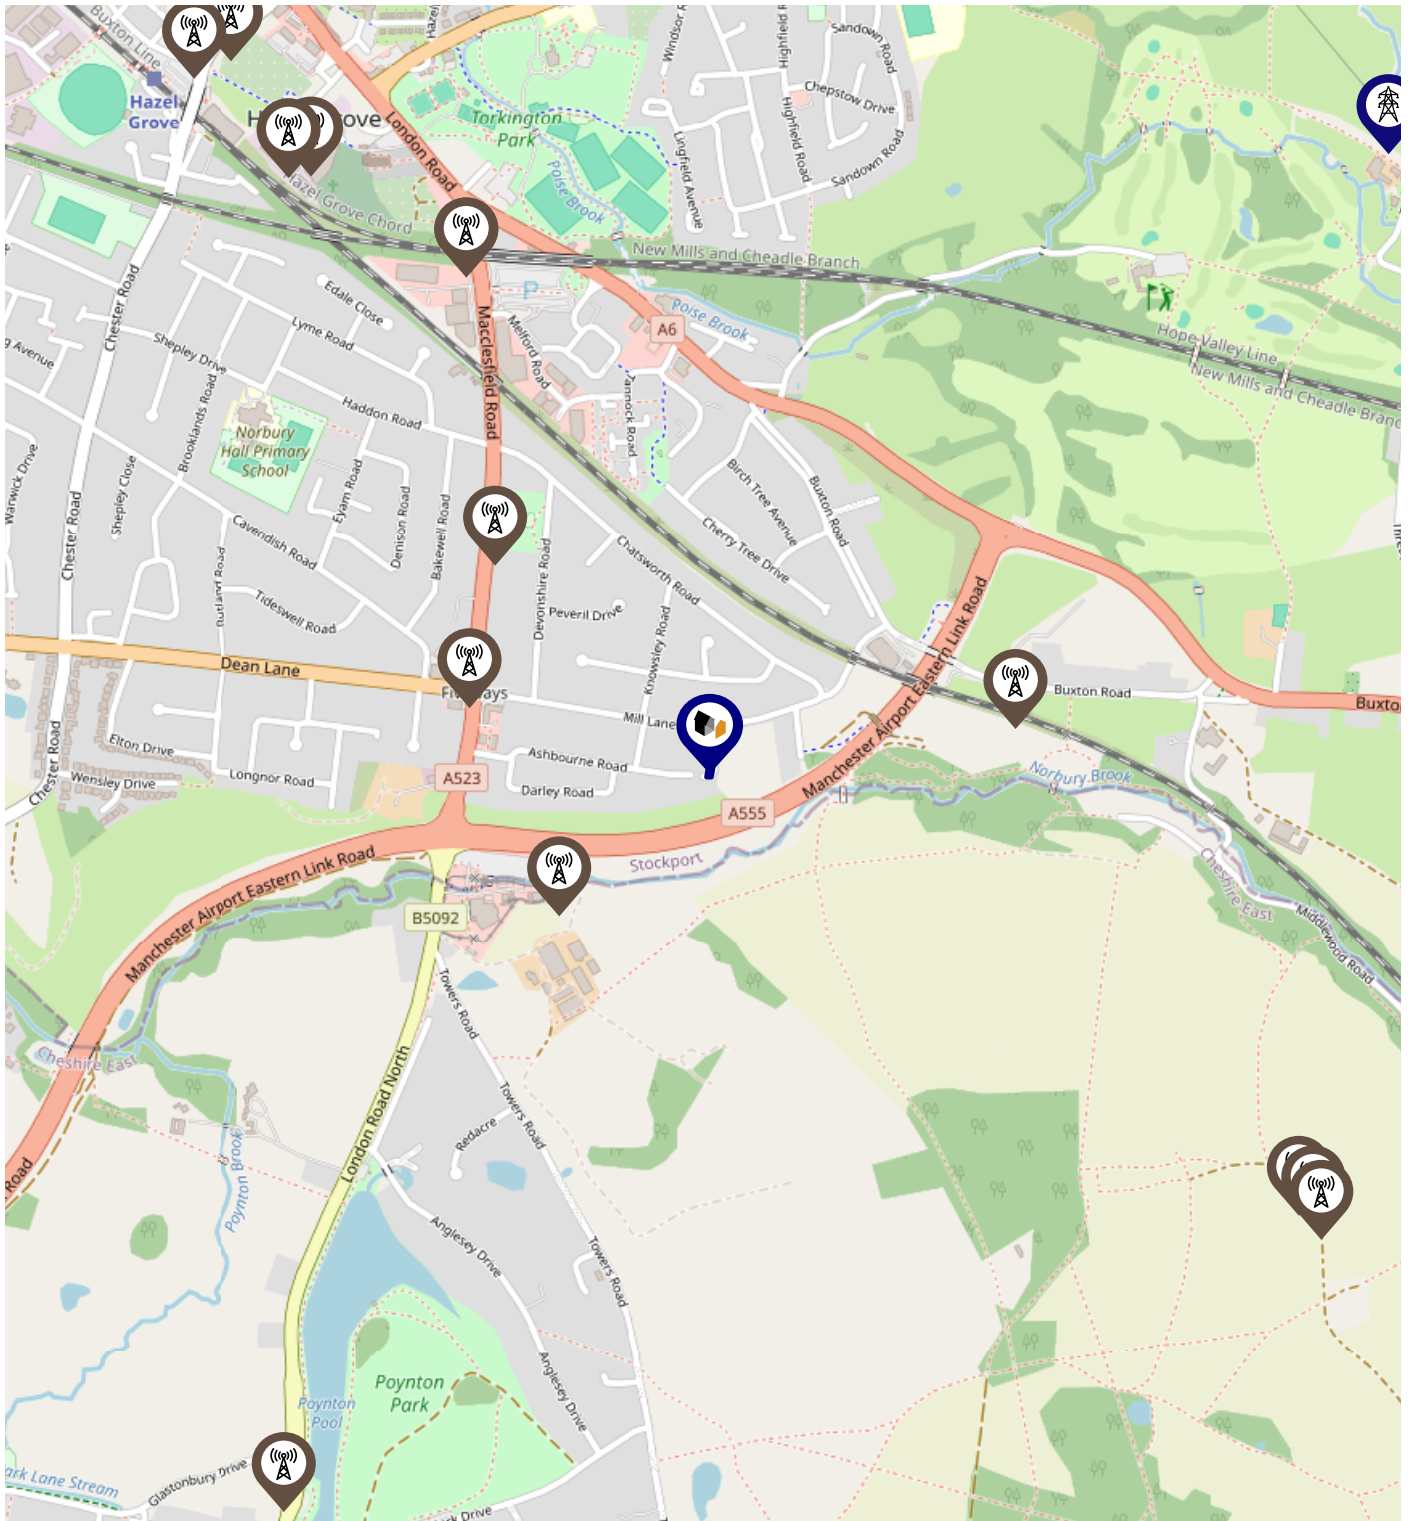 Buxton Line
Hazel
Grove
London Road
Torkington
Park
Poise Brook
Windsor R
Highfield
Highfield Road
Sandown Road
Chepstow Drive
Sandown Road
Lingfield Avenue
Hazel Grove Chord
New Mills and Cheadle Branch
Poise Brook
Hope Valley Line
New Mills and Cheadle Branc
Chester Road
Edale Close
Lyme Road
Shepley Drive
g Avenue
Macclesfield Road
Melford Road
P
A6
Haddon Road
Brooklands Road
Norbury
Hall Primary
School
Warwick Drive
Chester Road
Shepley Close
Cavendish Road
Eyam Road
Denison Road
Bakewell Road
Birch Tree Avenue
Buxton Road
Cherry Tree Drive
Chatsworth Road
Devonshire Road
Peveril Drive
Knowsley Road
Tideswell Road
Dean Lane
Mill Lane
Ashbourne Road
Darley Road
Elton Drive
Wensley Drive
Longnor Road
Chester Road
A523
A555
Manchester Airport Eastern Link Road
Buxton Road
Buxto
Norbury Brook
Stockport
Manchester Airport Eastern Link Road
B5092
Cheshire East
Middlewood Road
Cheshire East
Road
Towers Road
London Road North
Towers Road
Redacre
Poynton Brook
Anglesey Drive
Towers Road
Anglesey Drive
Poynton
Park
Poynton
Pool
Glastonbury Drive
ark Lane Stream
rk Drive